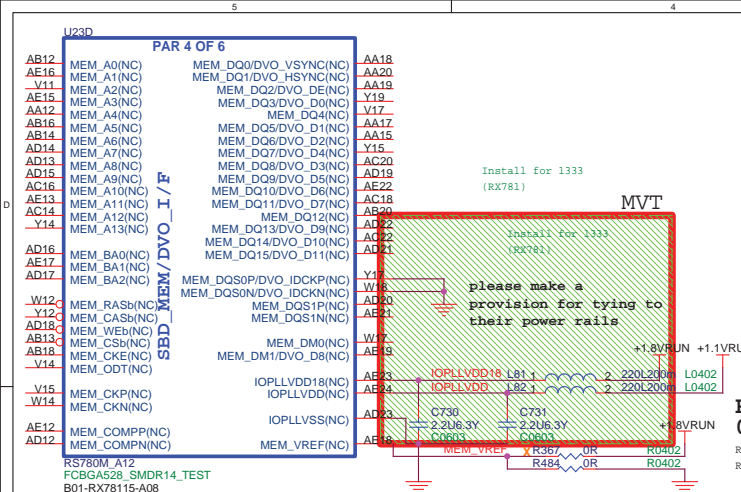 5
4
D
U23D
PAR 4 OF 6
SBD_MEM/DVO_I/F
AB12 MEM_A0(NC)
AE16 MEM_A1(NC)
V11 MEM_A2(NC)
AE15 MEM_A3(NC)
AA12 MEM_A4(NC)
AB16 MEM_A5(NC)
AB14 MEM_A6(NC)
AD14 MEM_A7(NC)
AD13 MEM_A8(NC)
AD15 MEM_A9(NC)
AC16 MEM_A10(NC)
AE13 MEM_A11(NC)
AC14 MEM_A12(NC)
Y14 MEM_A13(NC)
AD16 MEM_BA0(NC)
AE17 MEM_BA1(NC)
AD17 MEM_BA2(NC)
W12 MEM_RASb(NC)
Y12 MEM_CASb(NC)
AD18 MEM_WEb(NC)
AB13 MEM_CSb(NC)
AB18 MEM_CKE(NC)
V14 MEM_ODT(NC)
V15 MEM_CKP(NC)
W14 MEM_CKN(NC)
AE12 MEM_COMPP(NC)
AD12 MEM_COMPN(NC)
MEM_DQ0/DVO_VSYNC(NC) AA18
MEM_DQ1/DVO_HSYNC(NC) AA20
MEM_DQ2/DVO_DE(NC) AA19
MEM_DQ3/DVO_D0(NC) Y19
MEM_DQ4(NC) V17
MEM_DQ5/DVO_D1(NC) AA17
MEM_DQ6/DVO_D2(NC) AA15
MEM_DQ7/DVO_D4(NC) Y15
MEM_DQ8/DVO_D3(NC) AC20
MEM_DQ9/DVO_D5(NC) AD19
MEM_DQ10/DVO_D6(NC) AE22
MEM_DQ11/DVO_D7(NC) AC18
MEM_DQ12(NC) AB20
MEM_DQ13/DVO_D9(NC) AD22
MEM_DQ14/DVO_D10(NC) AC22
MEM_DQ15/DVO_D11(NC) AD21
MEM_DQS0P/DVO_IDCKP(NC) Y17
MEM_DQS0N/DVO_IDCKN(NC) W18
MEM_DQS1P(NC) AD20
MEM_DQS1N(NC) AE21
MEM_DM0(NC) W17
MEM_DM1/DVO_D8(NC) AE19
IOPLLVDD18(NC) AE23
IOPLLVDD(NC) AE24
IOPLLVSS(NC) AD23
MEM_VREF(NC) AE18
RS780M_A12
FCBGA528_SMDR14_TEST
B01-RX78115-A08
Install for 1333
(RX781)
MVT
Install for 1333
(RX781)
please make a
provision for tying to
their power rails
+1.8VRUN +1.1VRU
IOPLLVDD18 L81 1 2 220L200m L0402
IOPLLVDD L82 1 2 220L200m L0402
C730
2.2U6.3Y
C0603
C731
2.2U6.3Y
C0603
+1.8VRUN
MEM_VREF X R367 0R R0402
R484 0R R0402
(
R
R